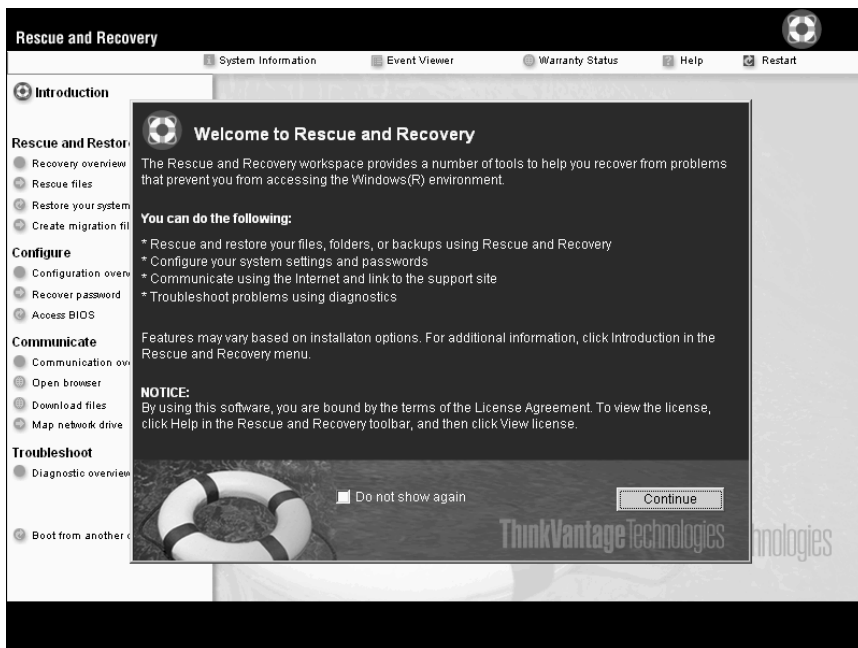 Rescue and Recovery
System Information
Event Viewer
Warranty Status
Help
Restart
Introduction
Rescue and Restor
Recovery overview
Rescue files
Restore your system
Create migration fil
Configure
Configuration overv
Recover password
Access BIOS
Communicate
Communication ov
Open browser
Download files
Map network drive
Troubleshoot
Diagnostic overview
Boot from another
Welcome to Rescue and Recovery
The Rescue and Recovery workspace provides a number of tools to help you recover from problems
that prevent you from accessing the Windows(R) environment.
You can do the following:
* Rescue and restore your files, folders, or backups using Rescue and Recovery
* Configure your system settings and passwords
* Communicate using the Internet and link to the support site
* Troubleshoot problems using diagnostics
Features may vary based on installaton options. For additional information, click Introduction in the
Rescue and Recovery menu.
NOTICE:
By using this software, you are bound by the terms of the License Agreement. To view the license,
click Help in the Rescue and Recovery toolbar, and then click View license.
Do not show again
Continue
ThinkVantage Technologies
hnologies